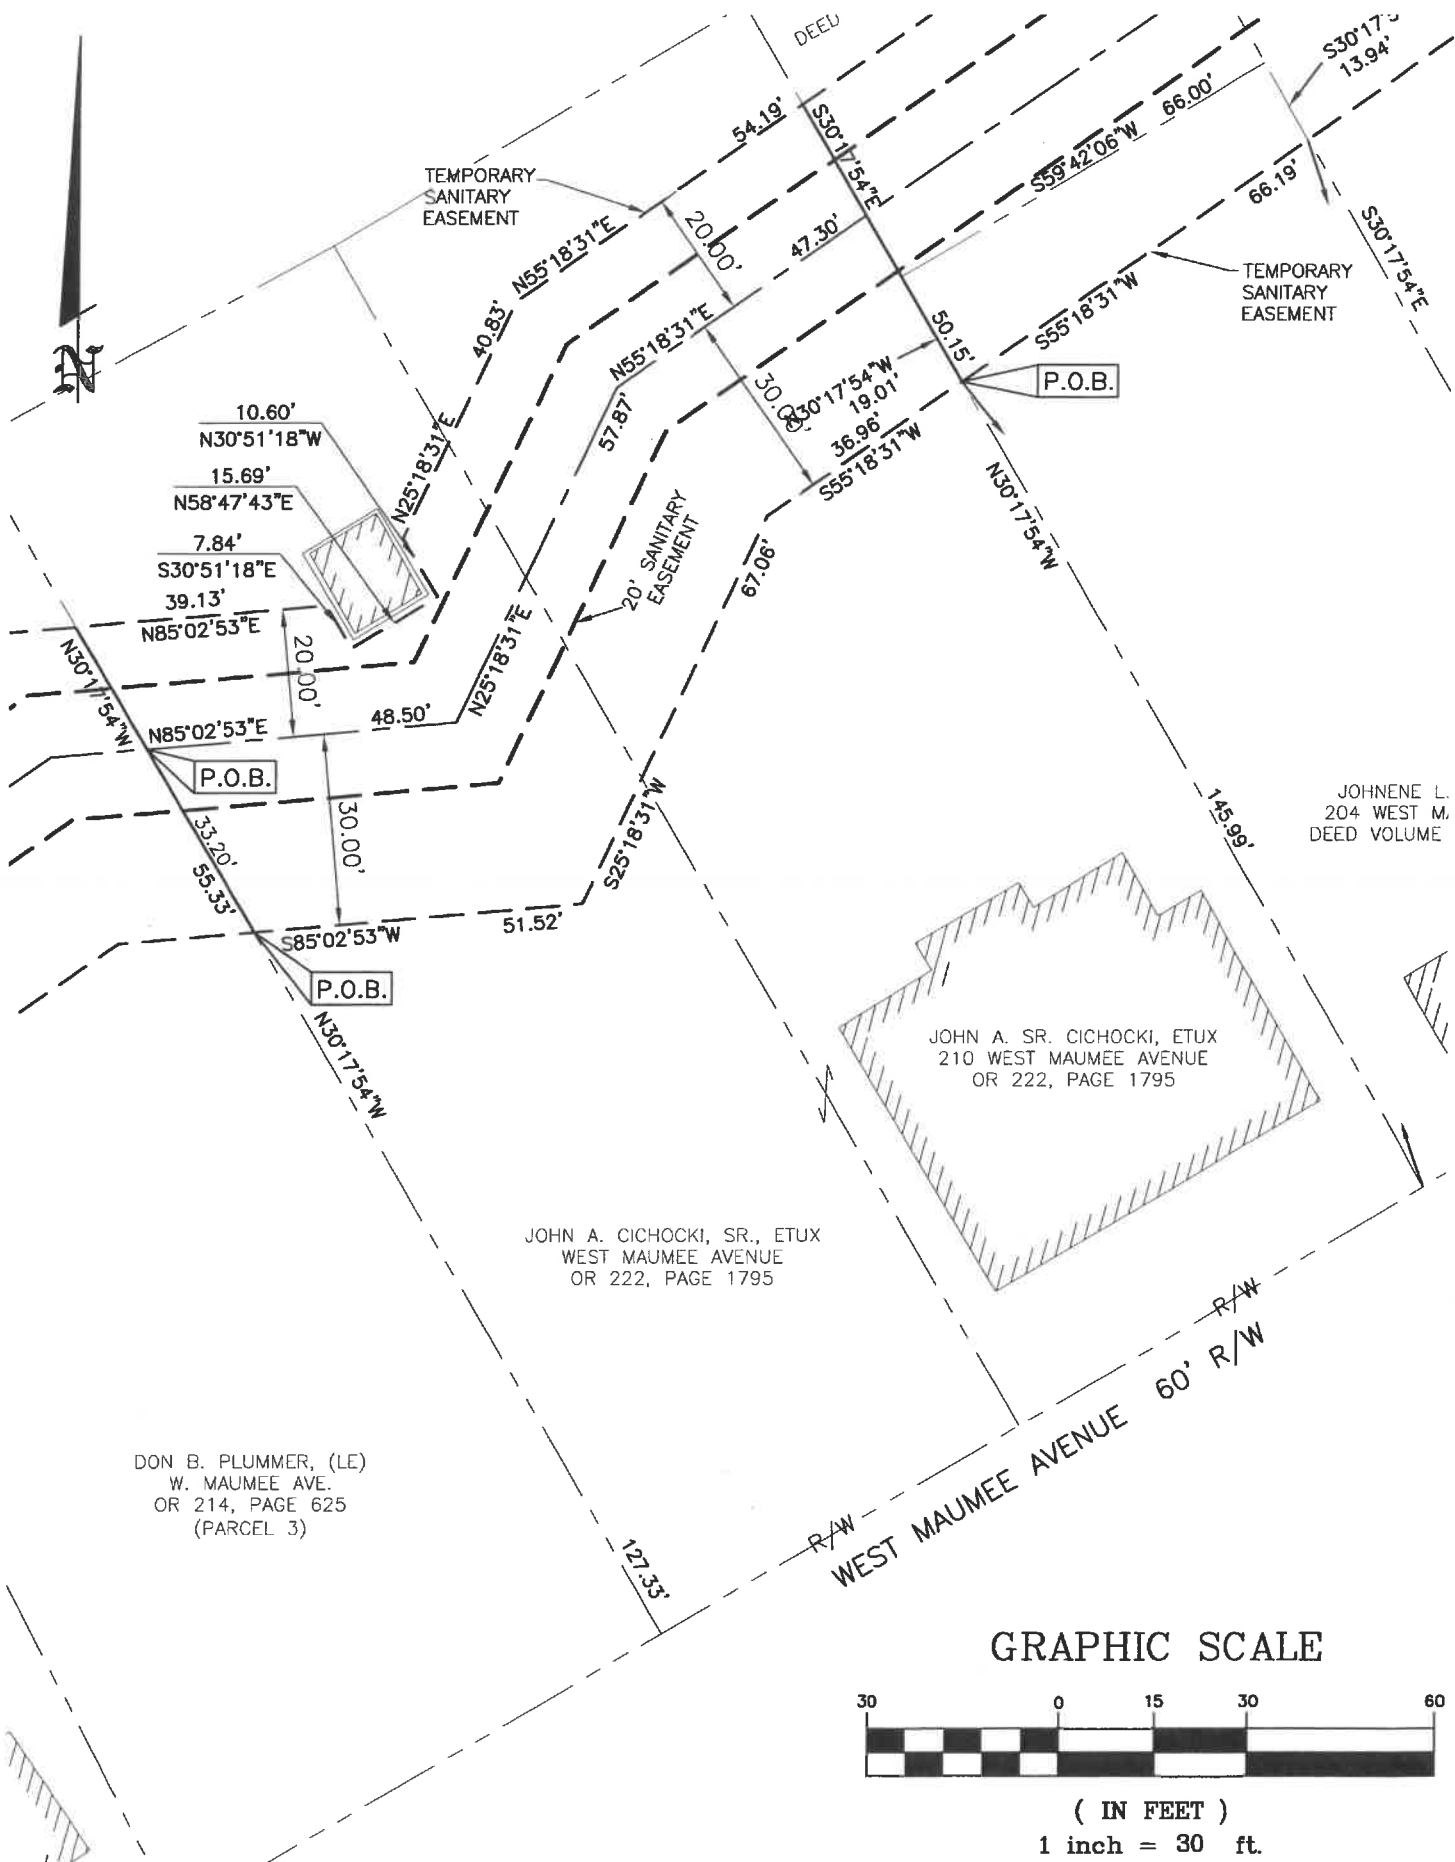 DEED
S30°17'5
13.94'
54.19'
S30°17'54"E
66.00'
S59°42'06"W
66.19'
TEMPORARY
SANITARY
EASEMENT
20.00'
47.30'
S30°17'54"E
N55°18'31"E
TEMPORARY
SANITARY
EASEMENT
40.83'
N55°18'31"E
S55°18'31"W
50.15'
N
P.O.B.
30.00'
N30°17'54"W
19.01'
36.96'
S55°18'31"W
10.60'
N30°51'18"W
57.87'
N25°18'31"E
15.69'
N58°47'43"E
N30°17'54"W
7.84'
S30°51'18"E
20' SANITARY
EASEMENT
67.06'
39.13'
N85°02'53"E
20.00'
N30°17'54"W
N25°18'31"E
N85°02'53"E
48.50'
P.O.B.
33.20'
55.33'
30.00'
S25°18'31"W
145.99'
JOHNENE L.
204 WEST M
DEED VOLUME
S85°02'53"W
51.52'
P.O.B.
N30°17'54"W
JOHN A. SR. CICHOCKI, ETUX
210 WEST MAUMEE AVENUE
OR 222, PAGE 1795
JOHN A. CICHOCKI, SR., ETUX
WEST MAUMEE AVENUE
OR 222, PAGE 1795
R/W
WEST MAUMEE AVENUE 60' R/W
R/W
DON B. PLUMMER, (LE)
W. MAUMEE AVE.
OR 214, PAGE 625
(PARCEL 3)
127.33'
GRAPHIC SCALE
30 0 15 30 60
( IN FEET )
1 inch = 30 ft.